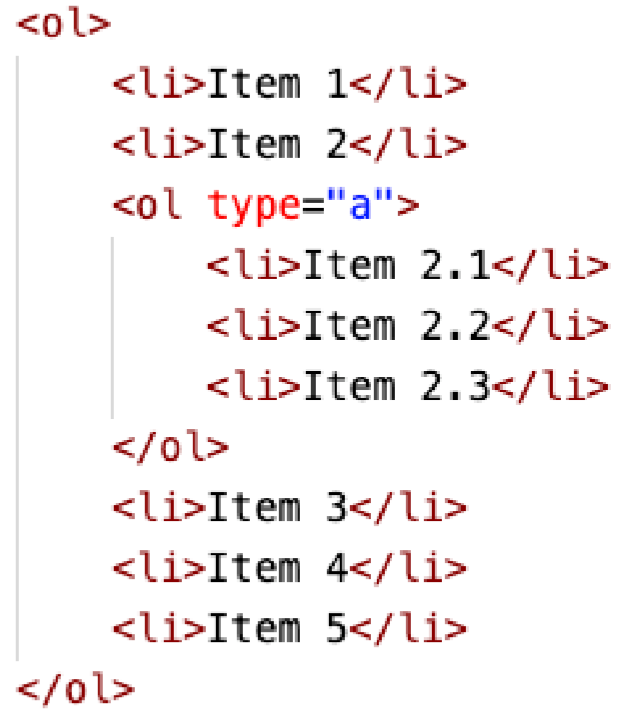 <ol>
<li>Item 1</li>
<li>Item 2</li>
<ol type="a">
<li>Item 2.1</li>
<li>Item 2.2</li>
<li>Item 2.3</li>
</ol>
<li>Item 3</li>
<li>Item 4</li>
<li>Item 5</li>
</ol>